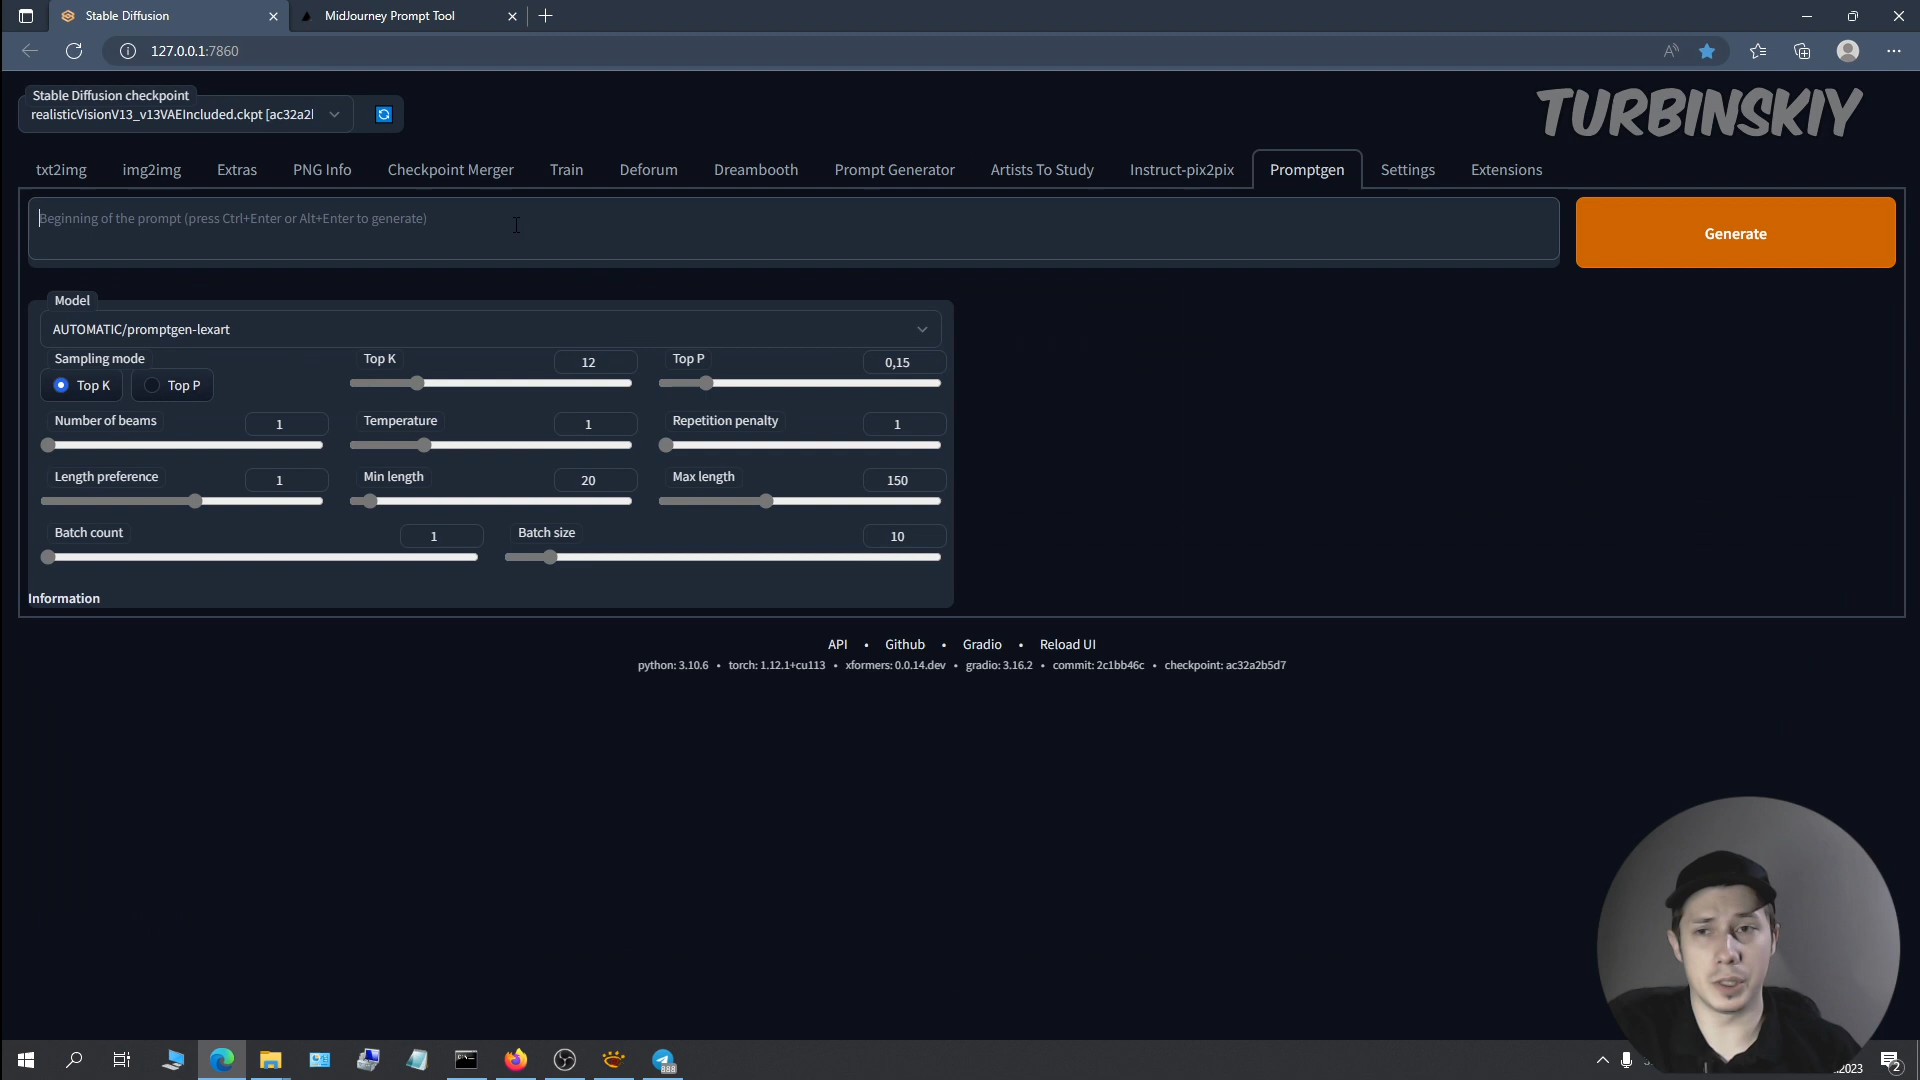 Stable Diffusion
MidJourney Prompt Tool
127.0.0.1:7860
Stable Diffusion checkpoint
realisticVisionV13_v13VAEIncluded.ckpt [ac32a2l
TURBINSKIY
txt2img
img2img
Extras
PNG Info
Checkpoint Merger
Train
Deforum
Dreambooth
Prompt Generator
Artists To Study
Instruct-pix2pix
Promptgen
Settings
Extensions
Beginning of the prompt (press Ctrl+Enter or Alt+Enter to generate)
Generate
Model
AUTOMATIC/promptgen-lexart
Sampling mode
Top K
Top P
Top K
12
Top P
0,15
Number of beams
1
Temperature
1
Repetition penalty
1
Length preference
1
Min length
20
Max length
150
Batch count
1
Batch size
10
Information
API • Github • Gradio • Reload UI
python: 3.10.6 • torch: 1.12.1+cu113 • xformers: 0.0.14.dev • gradio: 3.16.2 • commit: 2c1bb46c • checkpoint: ac32a2b5d7
888
.2023
2